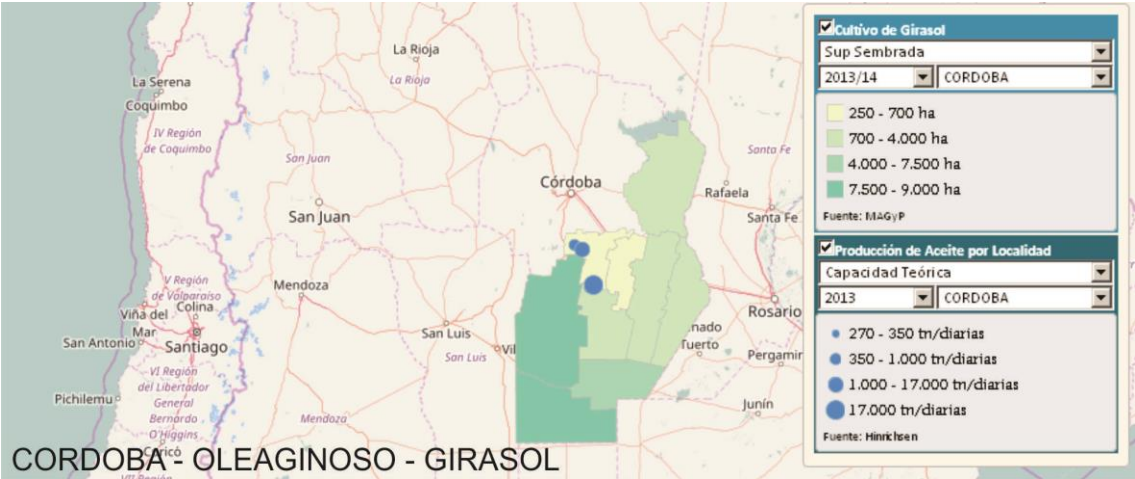 La Rioja
La Rioja
La Serena
Coquimbo
IV Región
de Coquimbo
San Juan
Santa Fe
Córdoba
Rafaela
San Juan
Santa Fe
V Región
de Valparaíso
Mendoza
Viña del
Mar
Colina
San Antonio
Santiago
San Luis
San Luis
Vil
Rosario
nado
Tuerto
Pergamin
VI Región
del Libertador
General
Bernardo
O'Higgins
Pichilemu
Mendoza
Junín
Curicó
VII Región
CORDOBA - OLEAGINOSO - GIRASOL
Cultivo de Girasol
Sup Sembrada
2013/14 CORDOBA
250 - 700 ha
700 - 4.000 ha
4.000 - 7.500 ha
7.500 - 9.000 ha
Fuente: MAGyP
Producción de Aceite por Localidad
Capacidad Teórica
2013 CORDOBA
270 - 350 tn/diarias
350 - 1.000 tn/diarias
1.000 - 17.000 tn/diarias
17.000 tn/diarias
Fuente: Hinrichsen